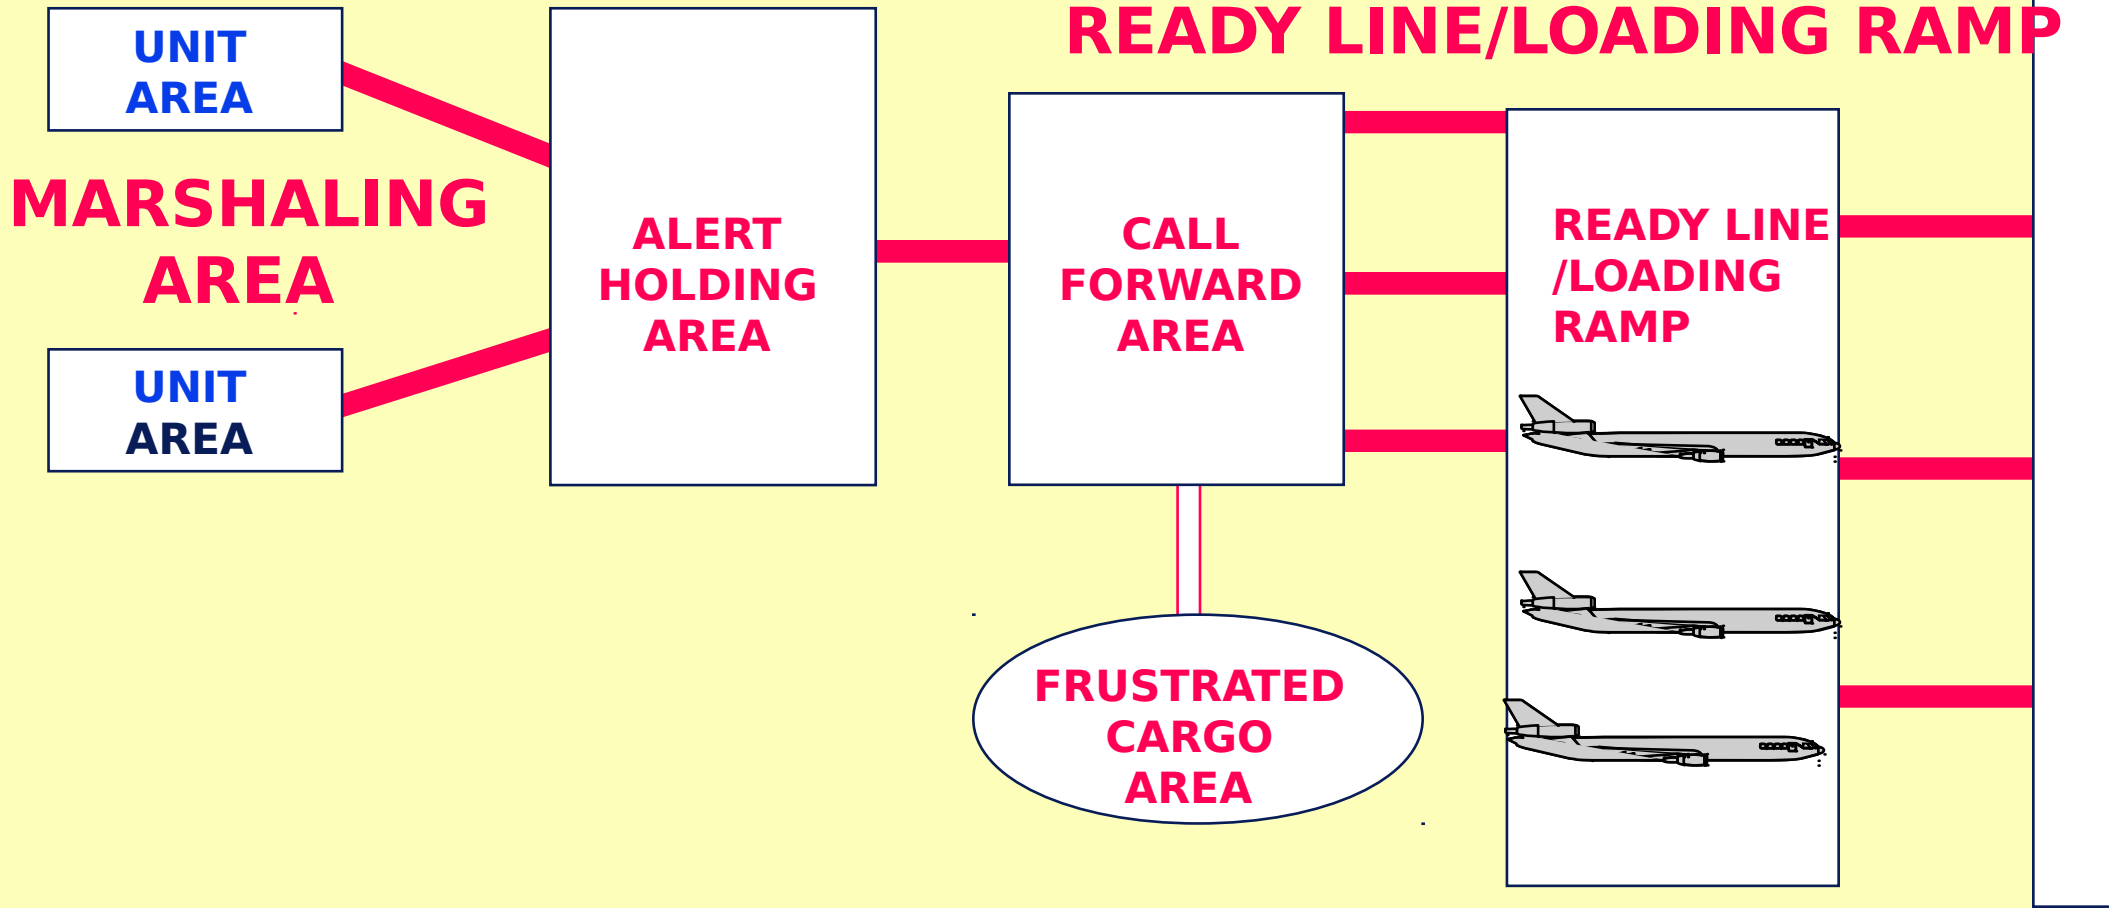 READY LINE/LOADING RAMP
UNIT
AREA
MARSHALING
AREA
UNIT
AREA
ALERT
HOLDING
AREA
CALL
FORWARD
AREA
READY LINE
/LOADING
RAMP
FRUSTRATED
CARGO
AREA